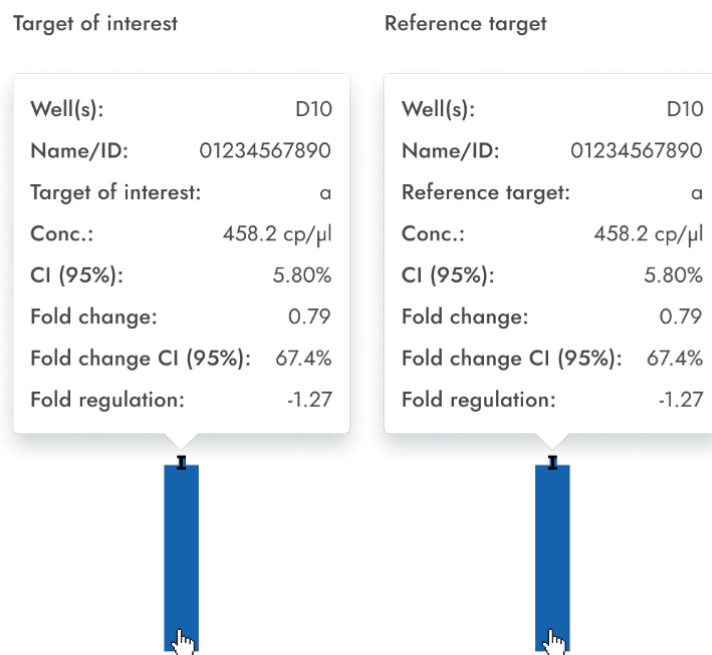 Target of interest
Well(s): D10
Name/ID: 01234567890
Target of interest: a
Conc.: 458.2 cp/µl
CI (95%): 5.80%
Fold change: 0.79
Fold change CI (95%): 67.4%
Fold regulation: -1.27
Reference target
Well(s): D10
Name/ID: 01234567890
Reference target: a
Conc.: 458.2 cp/µl
CI (95%): 5.80%
Fold change: 0.79
Fold change CI (95%): 67.4%
Fold regulation: -1.27